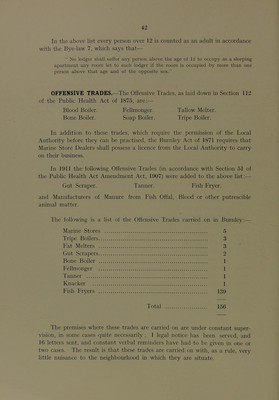 42
In the above list every person over 12 is counted as an adult in accordance
with the Bye-law 7, which says that—
" No lodger shall suffer any person above the age of 12 to occupy as a sleeping
apartment any room let to such lodger if the room is occupied by more than one
person above that age and of the opposite sex."
OFFENSIVE TRADES.—The Offensive Trades, as laid down in Section 112
of the Public Health Act of 1875, are:—
Blood Boiler Fellmonger. Tallow Melter.
Bone Boiler. Soap Boiler. Tripe Boiler.
In addition to these trades, which require the permission of the Local
Authority before they can be practised, the Burnley Act of 1871 requires that
Marine Store Dealers shall possess a licence from the Local Authority to carry
on their business.
In 1911 the following Offensive Trades (in accordance with Section 51 of
the Public Health Act Amendment Act, 1907) were added to the above list:—
Gut Scraper Tanner Fish Fryer.
and Manufacturers of Manure from Fish Offal, Blood or other putrescible
animal matter.
The following is a list of the Offensive Trades carried on in Burnley:—
Marine Stores 5
Tripe Boilers 3
Fat Melters 3
Gut Scrapers 2
Bone Boiler 1
Fellmonger 1
Tanner 1
Knacker 1
Fish Fryers 139
Total 156
The premises where these trades are carried on are under constant super-
vision, in some cases quite necessarily. 1 legal notice has been served, and
16 letters sent, and constant verbal reminders have had to be given in one or
two cases. The result is that these trades are carried on with, as a rule, very
little nuisance to the neighbourhood in which they are situate.